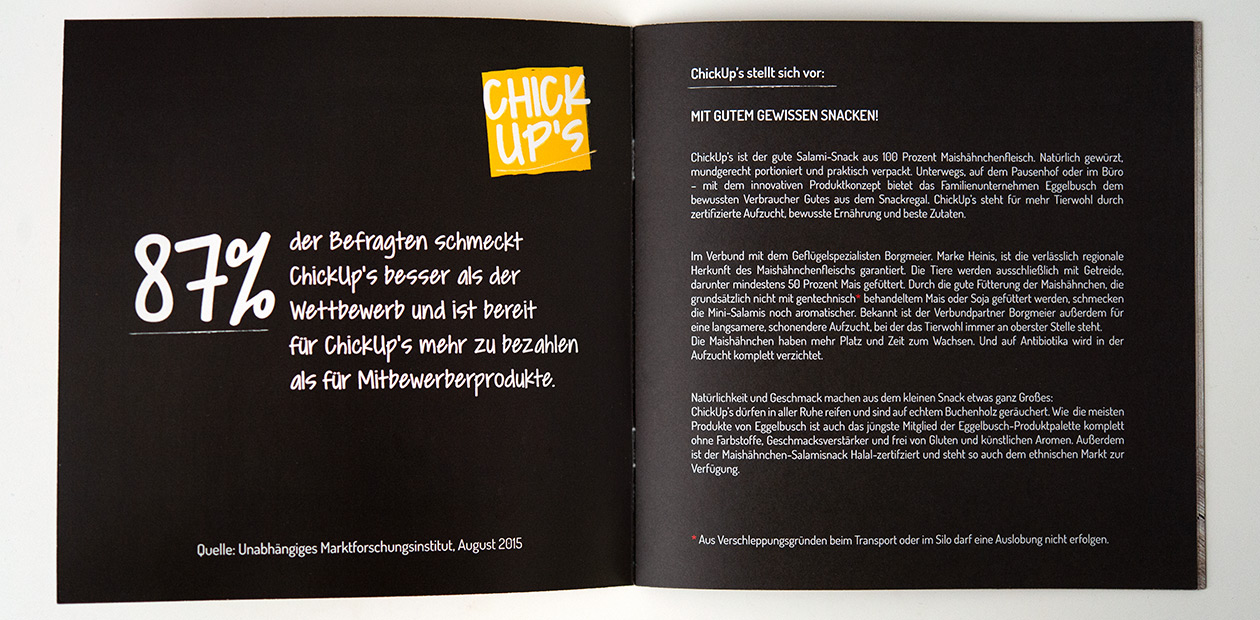 CHICK
UP's
87%
der Befragten schmeckt
ChickUp's besser als der
Wettbewerb und ist bereit
für ChickUp's mehr zu bezahlen
als für Mitbewerberprodukte.
Quelle: Unabhängiges Marktforschungsinstitut, August 2015
ChickUp's stellt sich vor:
MIT GUTEM GEWISSEN SNACKEN!
ChickUp's ist der gute Salami-Snack aus 100 Prozent Maishähnchenfleisch. Natürlich gewürzt,
mundgerecht portioniert und praktisch verpackt. Unterwegs, auf dem Pausenhof oder im Büro
– mit dem innovativen Produktkonzept bietet das Familienunternehmen Eggelbusch dem
bewussten Verbraucher Gutes aus dem Snackregal. ChickUp's steht für mehr Tierwohl durch
zertifizierte Aufzucht, bewusste Ernährung und beste Zutaten.
Im Verbund mit dem Geflügelspezialisten Borgmeier. Marke Heinis, ist die verlässlich regionale
Herkunft des Maishähnchenfleischs garantiert. Die Tiere werden ausschließlich mit Getreide,
darunter mindestens 50 Prozent Mais gefüttert. Durch die gute Fütterung der Maishähnchen, die
grundsätzlich nicht mit gentechnisch* behandeltem Mais oder Soja gefüttert werden, schmecken
die Mini-Salamis noch aromatischer. Bekannt ist der Verbundpartner Borgmeier außerdem für
eine langsamere, schonendere Aufzucht, bei der das Tierwohl immer an oberster Stelle steht.
Die Maishähnchen haben mehr Platz und Zeit zum Wachsen. Und auf Antibiotika wird in der
Aufzucht komplett verzichtet.
Natürlichkeit und Geschmack machen aus dem kleinen Snack etwas ganz Großes:
ChickUp's dürfen in aller Ruhe reifen und sind auf echtem Buchenholz geräuchert. Wie die meisten
Produkte von Eggelbusch ist auch das jüngste Mitglied der Eggelbusch-Produktpalette komplett
ohne Farbstoffe, Geschmacksverstärker und frei von Gluten und künstlichen Aromen. Außerdem
ist der Maishähnchen-Salamisnack Halal-zertifziert und steht so auch dem ethnischen Markt zur
Verfügung.
* Aus Verschleppungsgründen beim Transport oder im Silo darf eine Auslobung nicht erfolgen.